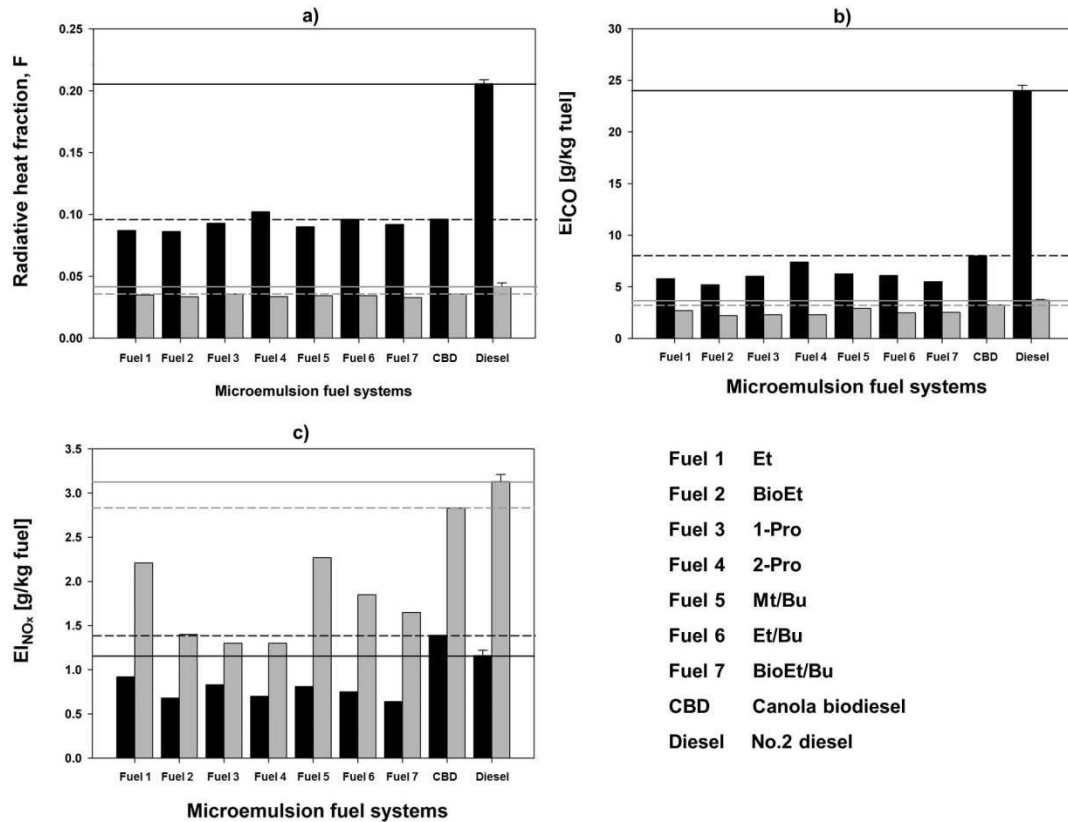 a)
Radiative heat fraction, F
0.25
0.20
0.15
0.10
0.05
0.00
Fuel 1 Fuel 2 Fuel 3 Fuel 4 Fuel 5 Fuel 6 Fuel 7 CBD Diesel
Microemulsion fuel systems
b)
EICO [g/kg fuel]
30
25
20
15
10
5
0
Fuel 1 Fuel 2 Fuel 3 Fuel 4 Fuel 5 Fuel 6 Fuel 7 CBD Diesel
Microemulsion fuel systems
c)
EINOx [g/kg fuel]
3.5
3.0
2.5
2.0
1.5
1.0
0.5
0.0
Fuel 1 Fuel 2 Fuel 3 Fuel 4 Fuel 5 Fuel 6 Fuel 7 CBD Diesel
Microemulsion fuel systems
Fuel 1 Et
Fuel 2 BioEt
Fuel 3 1-Pro
Fuel 4 2-Pro
Fuel 5 Mt/Bu
Fuel 6 Et/Bu
Fuel 7 BioEt/Bu
CBD Canola biodiesel
Diesel No.2 diesel